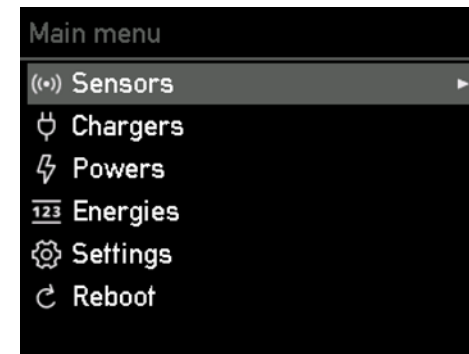 Main menu
Sensors
Chargers
Powers
123 Energies
Settings
Reboot